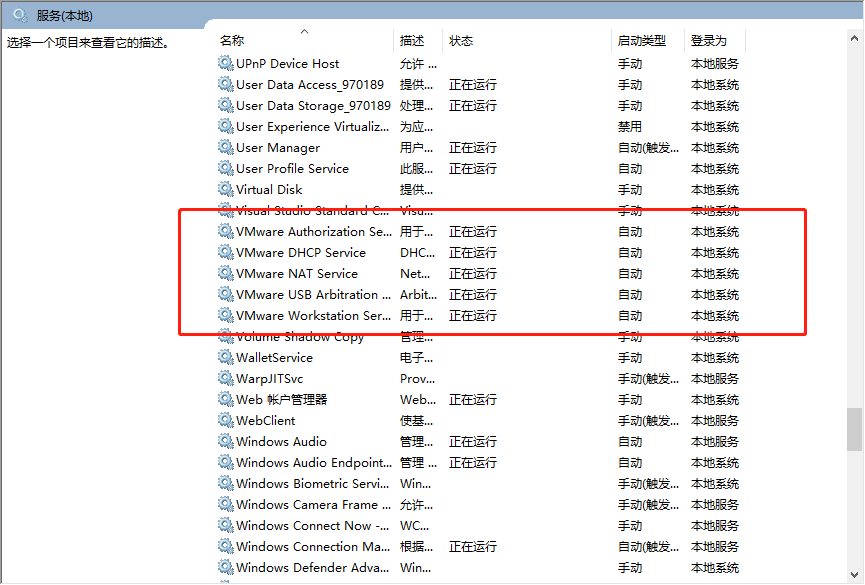 服务(本地)
选择一个项目来查看它的描述。
名称 描述 状态 启动类型 登录为
UPnP Device Host 允许 ... 手动 本地服务
User Data Access_970189 提供... 正在运行 手动 本地系统
User Data Storage_970189 处理... 正在运行 手动 本地系统
User Experience Virtualiz... 为应... 禁用 本地系统
User Manager 用户... 正在运行 自动(触发... 本地系统
User Profile Service 此服... 正在运行 自动 本地系统
Virtual Disk 提供... 手动 本地系统
Visual Studio Standard C... Visu... 手动 本地系统
VMware Authorization Se... 用于... 正在运行 自动 本地系统
VMware DHCP Service DHC... 正在运行 自动 本地系统
VMware NAT Service Net... 正在运行 自动 本地系统
VMware USB Arbitration ... Arbit... 正在运行 自动 本地系统
VMware Workstation Ser... 用于... 正在运行 自动 本地系统
Volume Shadow Copy 管理... 手动 本地系统
WalletService 电子... 手动 本地系统
WarpJITSvc Prov... 手动(触发... 本地服务
Web 帐户管理器 Web... 正在运行 手动 本地系统
WebClient 使基... 手动(触发... 本地服务
Windows Audio 管理... 正在运行 自动 本地服务
Windows Audio Endpoint... 管理 ... 正在运行 自动 本地系统
Windows Biometric Servi... Win... 手动(触发... 本地系统
Windows Camera Frame ... 允许... 手动(触发... 本地服务
Windows Connect Now -... WC... 手动 本地服务
Windows Connection Ma... 根据... 正在运行 自动(触发... 本地服务
Windows Defender Adva... Win... 手动 本地系统